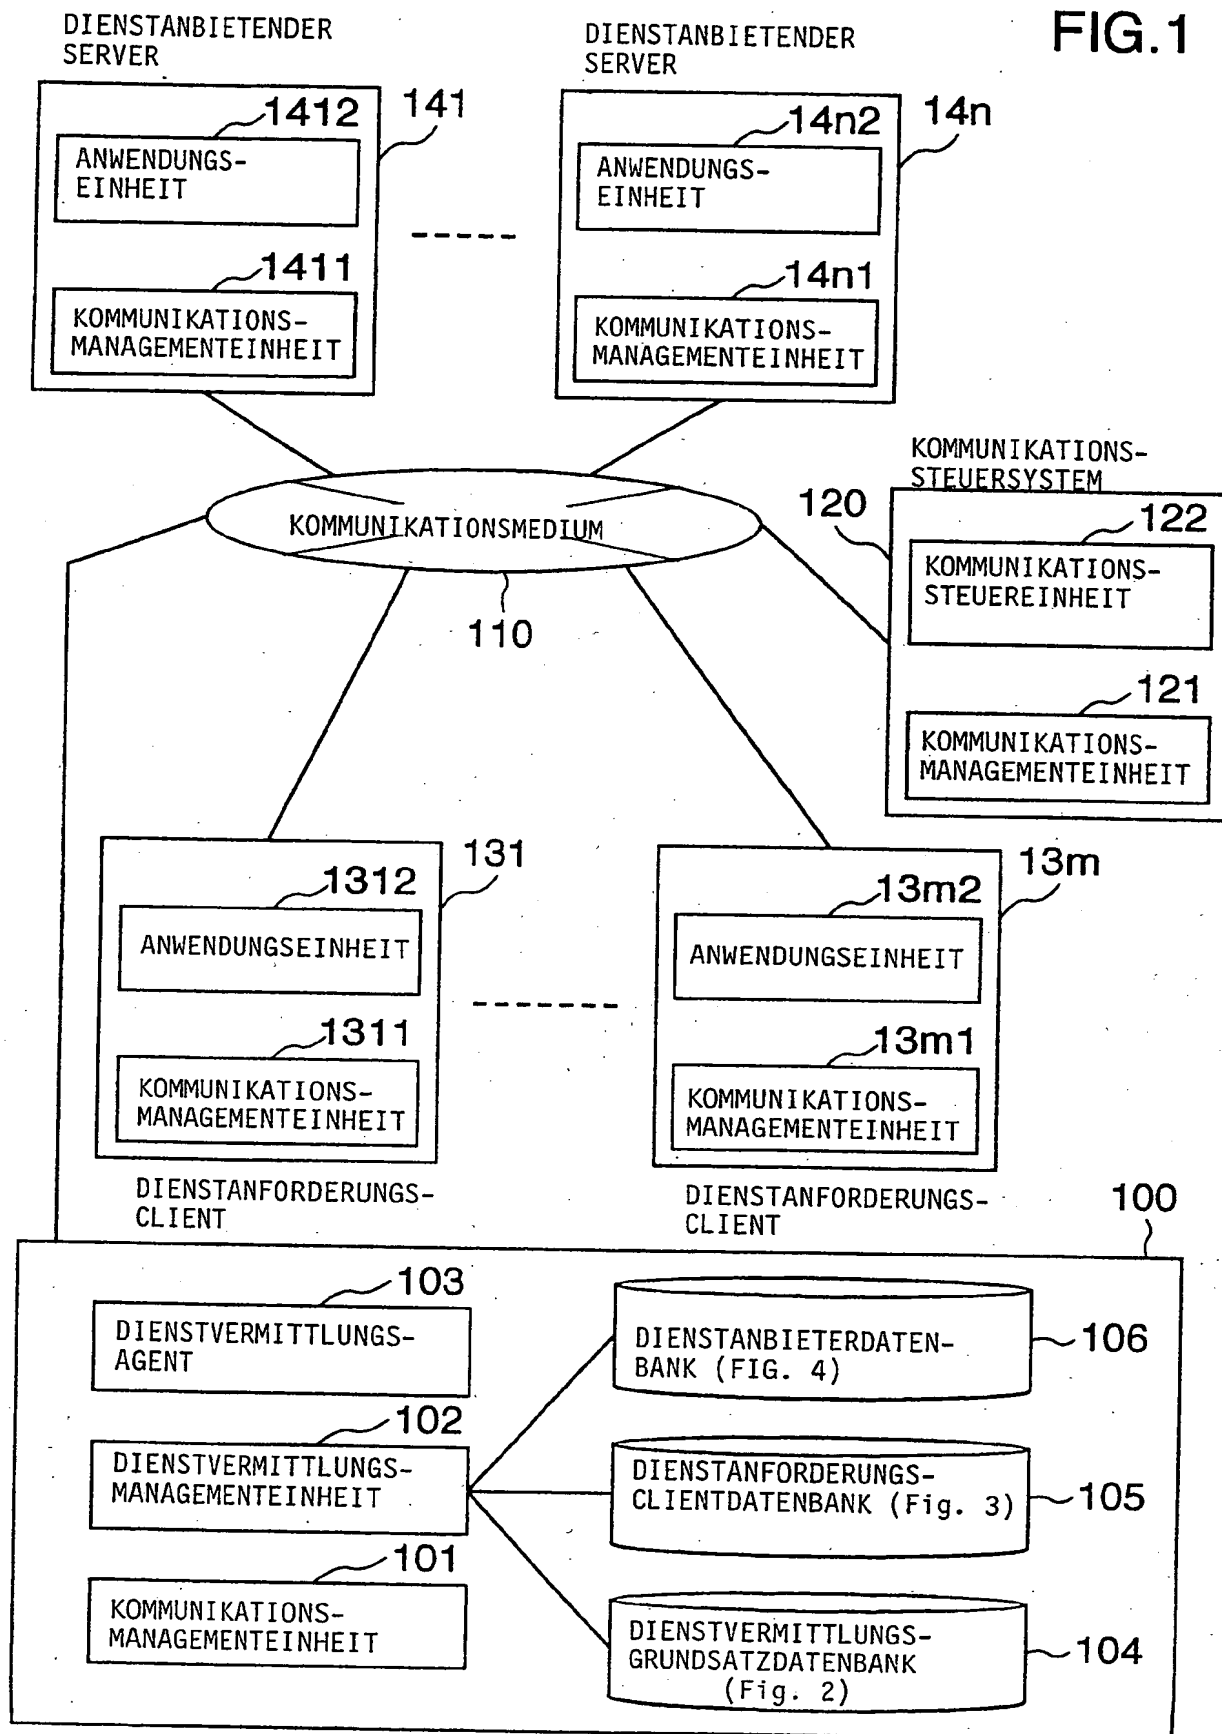 FIG.1
DIENSTANBIETENDER
SERVER
141
1412
ANWENDUNGS-
EINHEIT
1411
KOMMUNIKATIONS-
MANAGEMENTEINHEIT
DIENSTANBIETENDER
SERVER
14n
14n2
ANWENDUNGS-
EINHEIT
14n1
KOMMUNIKATIONS-
MANAGEMENTEINHEIT
KOMMUNIKATIONSMEDIUM
110
KOMMUNIKATIONS-
STEUERSYSTEM
120
122
KOMMUNIKATIONS-
STEUEREINHEIT
121
KOMMUNIKATIONS-
MANAGEMENTEINHEIT
131
1312
ANWENDUNGSEINHEIT
1311
KOMMUNIKATIONS-
MANAGEMENTEINHEIT
DIENSTANFORDERUNGS-
CLIENT
13m
13m2
ANWENDUNGSEINHEIT
13m1
KOMMUNIKATIONS-
MANAGEMENTEINHEIT
DIENSTANFORDERUNGS-
CLIENT
100
103
DIENSTVERMITTLUNGS-
AGENT
102
DIENSTVERMITTLUNGS-
MANAGEMENTEINHEIT
101
KOMMUNIKATIONS-
MANAGEMENTEINHEIT
DIENSTANBIETERDATEN-
BANK (FIG. 4)
106
DIENSTANFORDERUNGS-
CLIENTDATENBANK (Fig. 3)
105
DIENSTVERMITTLUNGS-
GRUNDSATZDATENBANK
(Fig. 2)
104